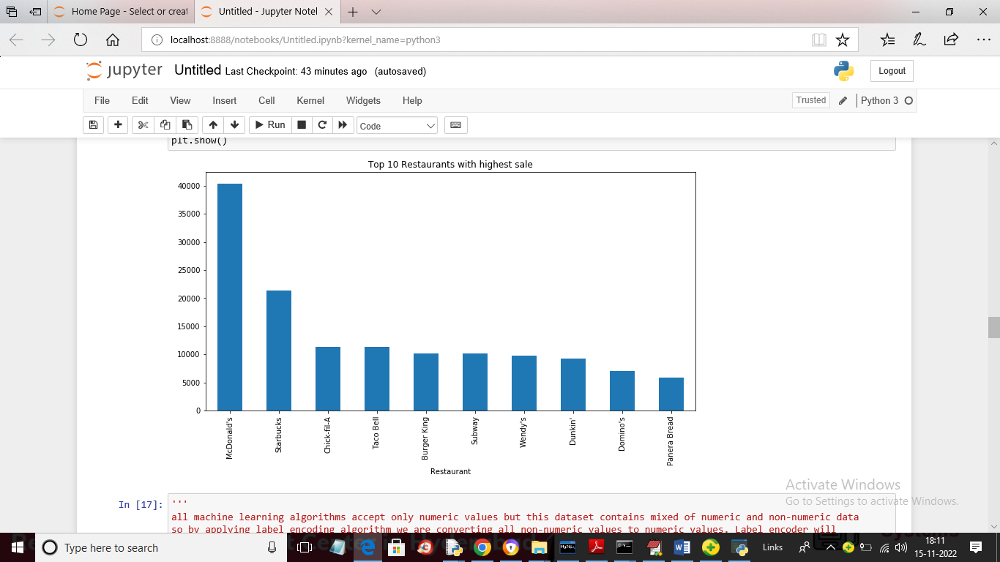 Home Page - Select or creat
Untitled - Jupyter Notel
localhost:8888/notebooks/Untitled.ipynb?kernel_name=python3
jupyter Untitled Last Checkpoint: 43 minutes ago (autosaved)
Logout
File Edit View Insert Cell Kernel Widgets Help
Trusted Python 3
Run Code
plt.show()
Top 10 Restaurants with highest sale
40000
35000
30000
25000
20000
15000
10000
5000
0
McDonald's
Starbucks
Chick-fil-A
Taco Bell
Burger King
Subway
Wendy's
Dunkin'
Domino's
Panera Bread
Restaurant
Activate Windows
Go to Settings to activate Windows.
In [17]: '''
all machine learning algorithms accept only numeric values but this dataset contains mixed of numeric and non-numeric data
so by applying label encoding algorithm we are converting all non-numeric values to numeric values. Label encoder will
Type here to search
Links
18:11
15-11-2022